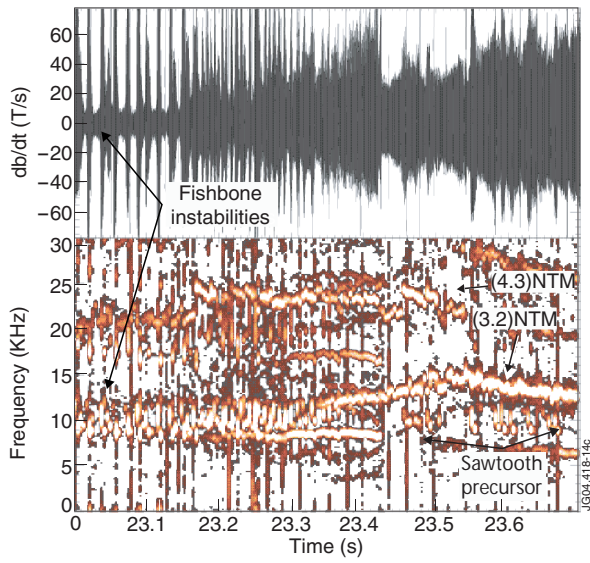 80
60
40
20
0
−20
−40
−60
db/dt (T/s)
Fishbone
instabilities
30
25
20
15
10
5
0
Frequency (KHz)
(4.3)NTM
(3.2)NTM
Sawtooth
precursor
0 23.1 23.2 23.3 23.4 23.5 23.6
Time (s)
JG04.418-14c